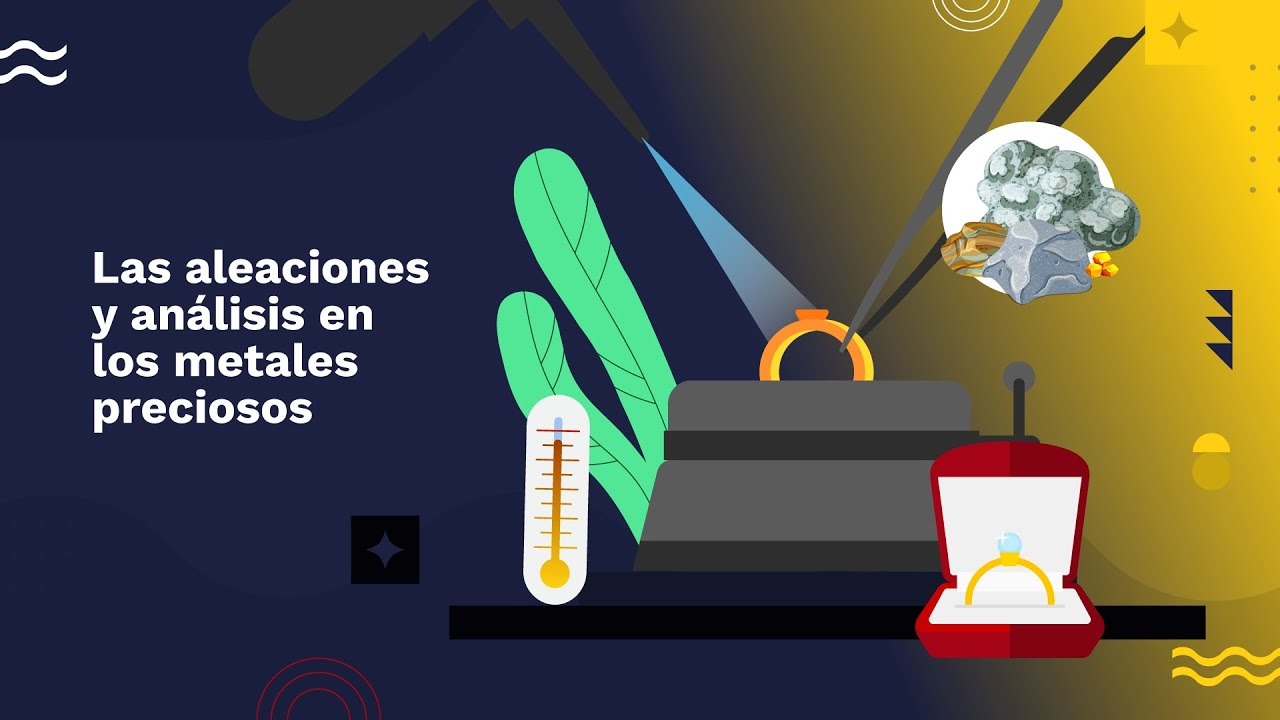 Las aleaciones
y análisis en
los metales
preciosos